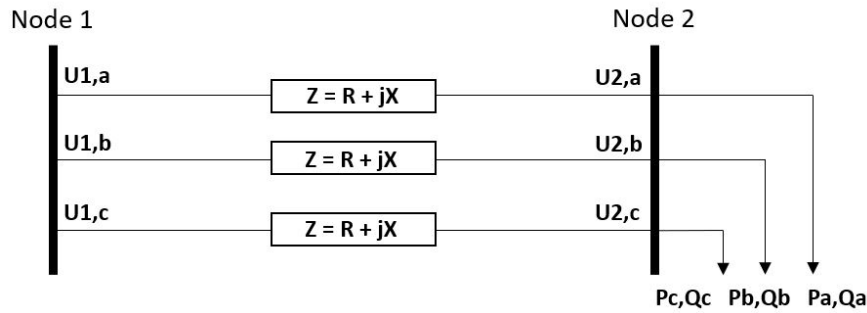 Node 1
Node 2
U1,a
Z = R + jX
U2,a
U1,b
Z = R + jX
U2,b
U1,c
Z = R + jX
U2,c
Pc,Qc Pb,Qb Pa,Qa